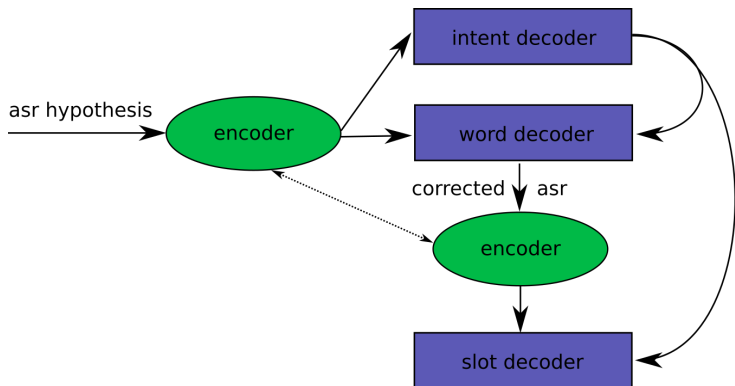 intent decoder
asr hypothesis
encoder
word decoder
corrected asr
encoder
slot decoder